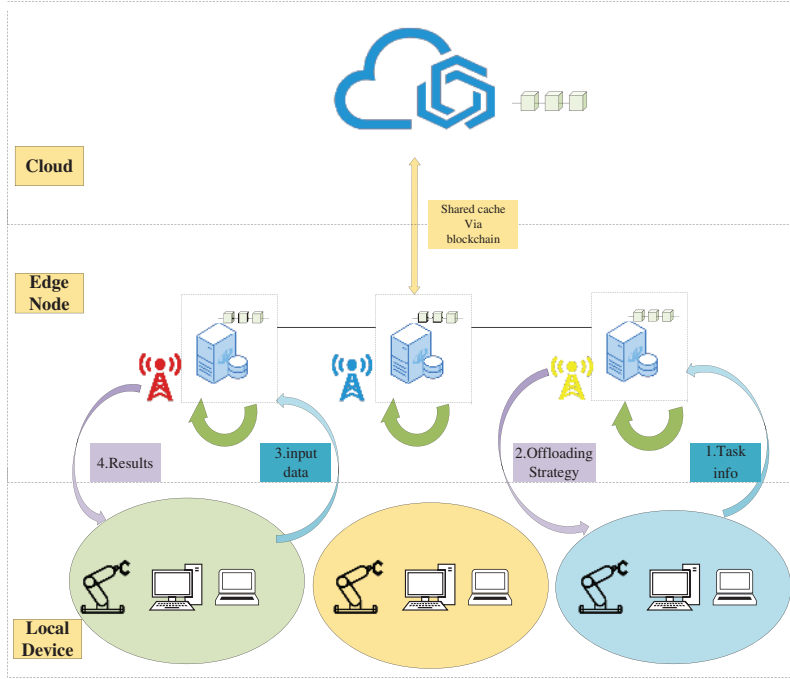 Cloud
Shared cache
Via
blockchain
Edge
Node
4.Results
3.input
data
2.Offloading
Strategy
1.Task
info
Local
Device